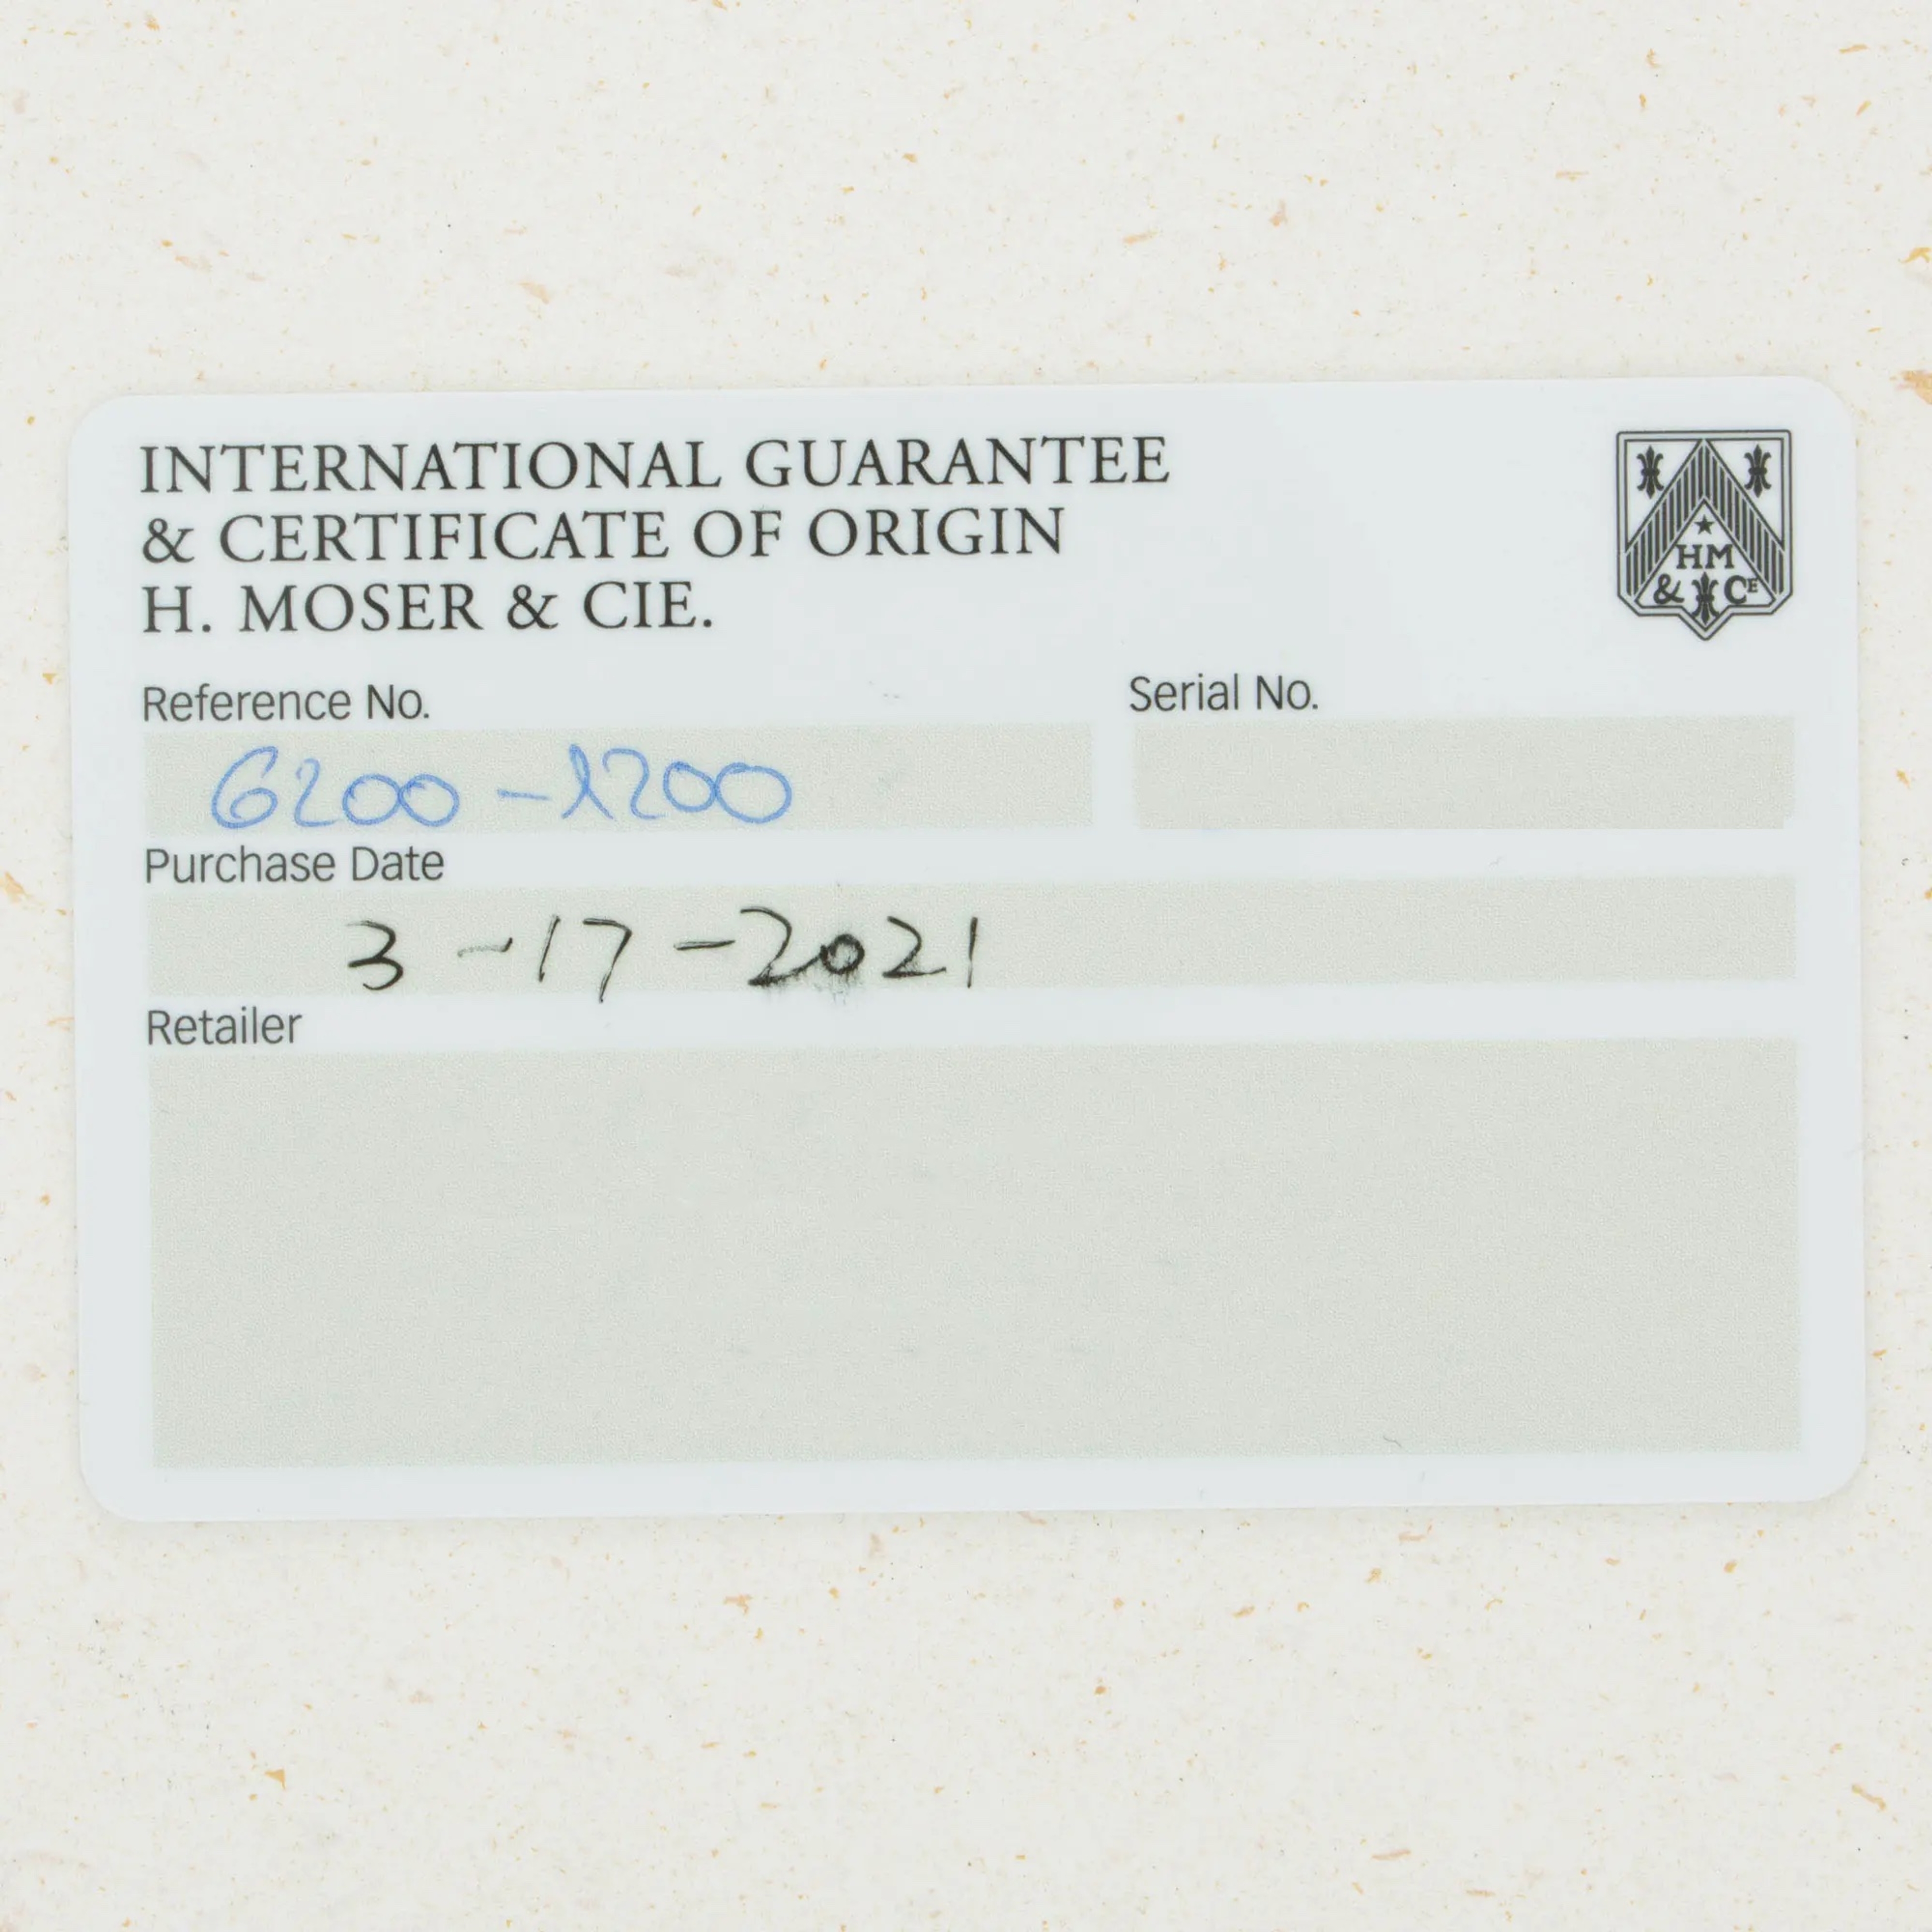 INTERNATIONAL GUARANTEE
& CERTIFICATE OF ORIGIN
H. MOSER & CIE.
HM
& CE
Reference No.
Serial No.
6200-1200
Purchase Date
3-17-2021
Retailer